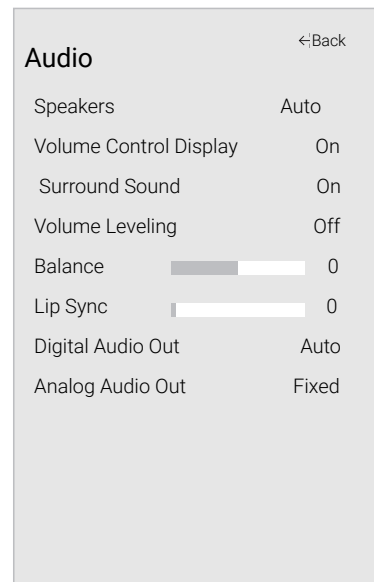 ←Back
Audio
Speakers Auto
Volume Control Display On
Surround Sound On
Volume Leveling Off
Balance 0
Lip Sync 0
Digital Audio Out Auto
Analog Audio Out Fixed